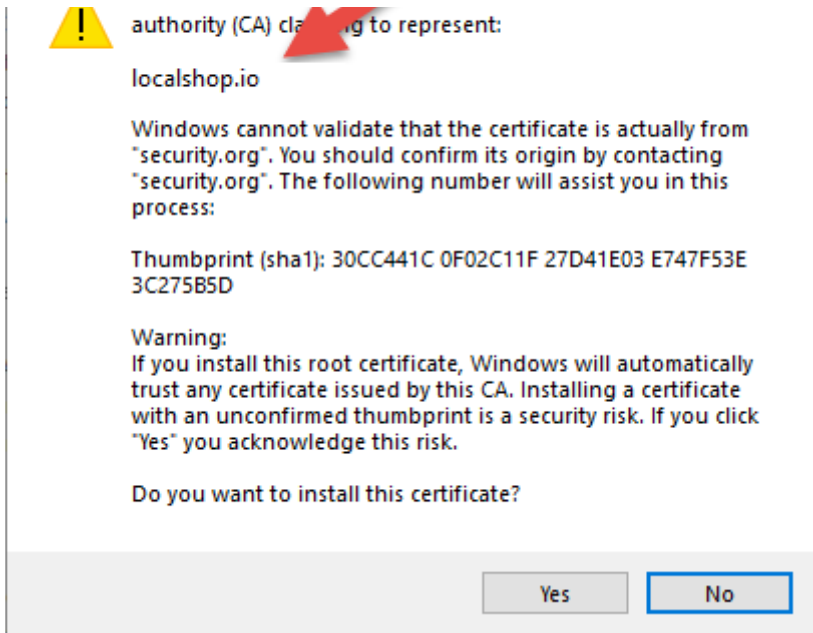 authority (CA) to represent:
localshop.io
Windows cannot validate that the certificate is actually from
"security.org". You should confirm its origin by contacting
"security.org". The following number will assist you in this
process:
Thumbprint (sha1): 30CC441C 0F02C11F 27D41E03 E747F53E
3C275B5D
Warning:
If you install this root certificate, Windows will automatically
trust any certificate issued by this CA. Installing a certificate
with an unconfirmed thumbprint is a security risk. If you click
"Yes" you acknowledge this risk.
Do you want to install this certificate?
Yes No